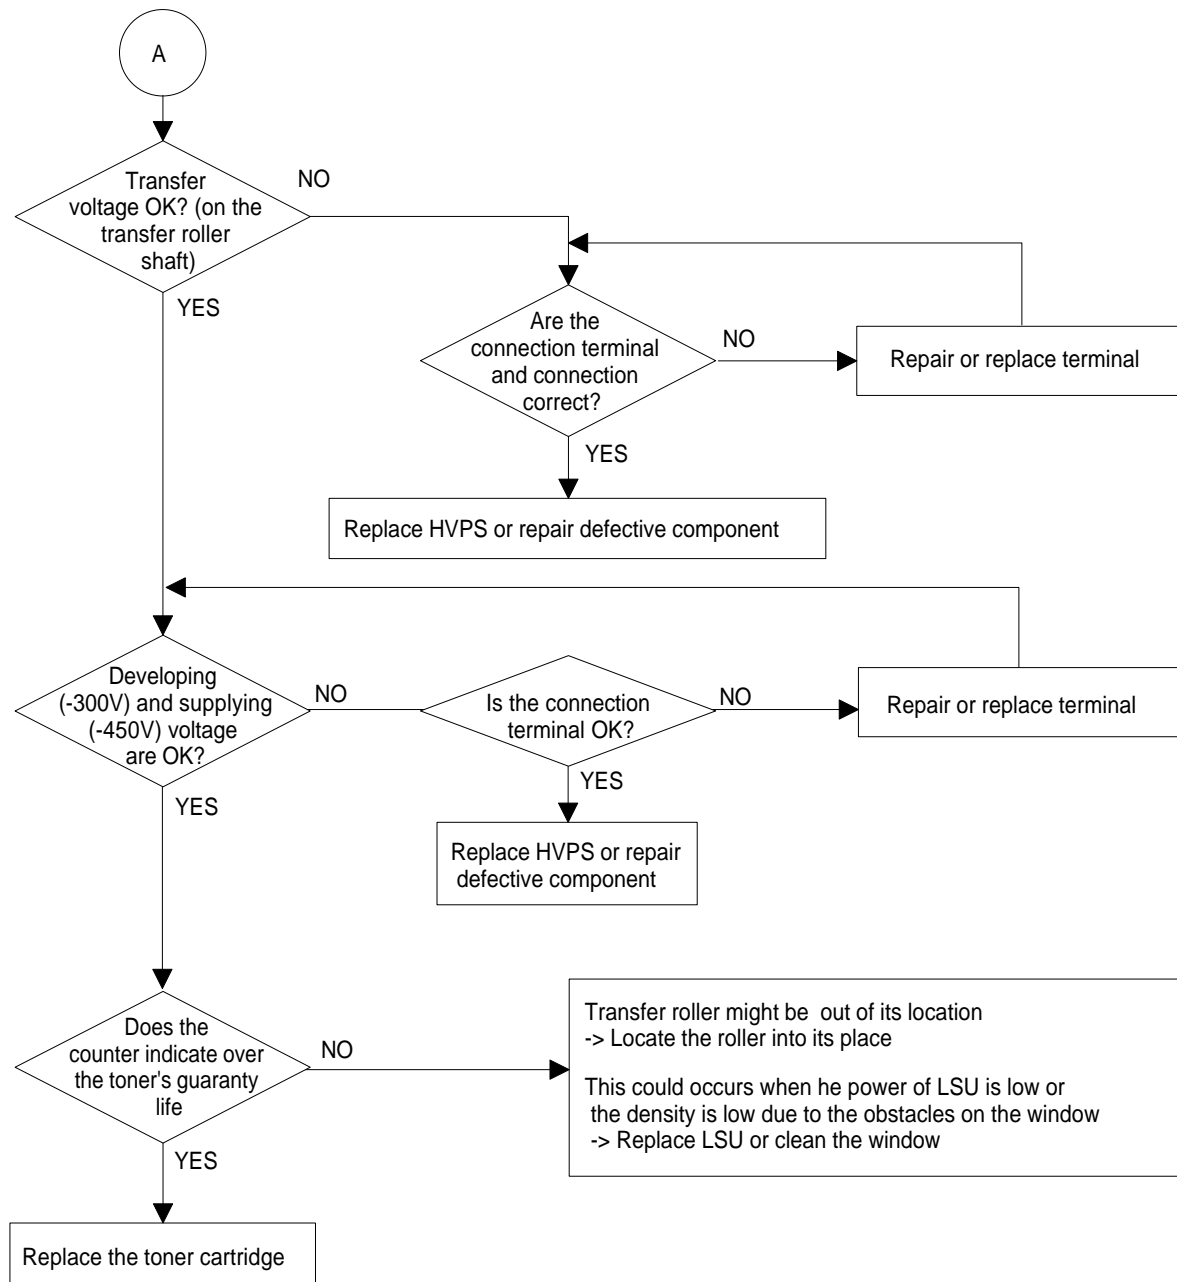 A
Transfer
voltage OK? (on the
transfer roller
shaft)
NO
YES
Are the
connection terminal
and connection
correct?
NO
Repair or replace terminal
YES
Replace HVPS or repair defective component
Developing
(-300V) and supplying
(-450V) voltage
are OK?
NO
Is the connection
terminal OK?
NO
Repair or replace terminal
YES
YES
Replace HVPS or repair
defective component
Does the
counter indicate over
the toner's guaranty
life
NO
Transfer roller might be out of its location
-> Locate the roller into its place
This could occurs when he power of LSU is low or
the density is low due to the obstacles on the window
-> Replace LSU or clean the window
YES
Replace the toner cartridge